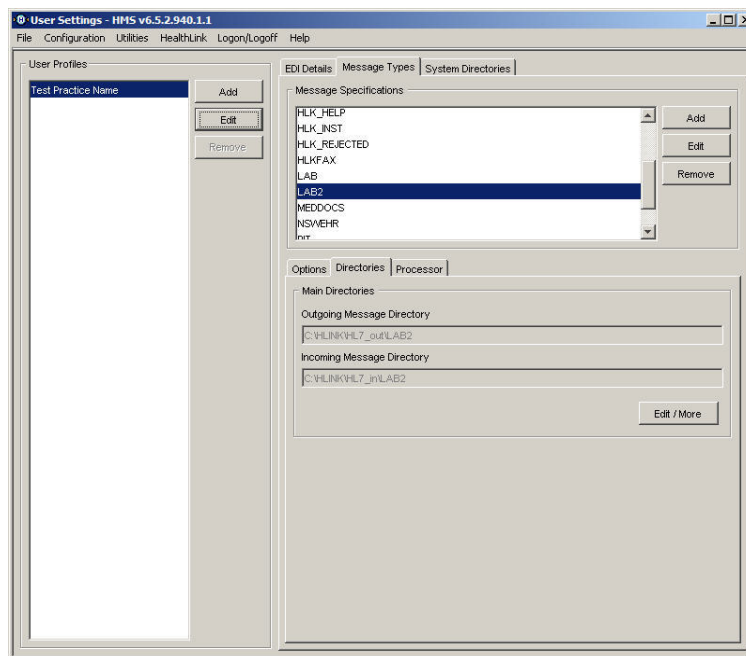 User Settings - HMS v6.5.2.940.1.1
File Configuration Utilities HealthLink Logon/Logoff Help
User Profiles
Test Practice Name
Add
Edit
Remove
EDI Details Message Types System Directories
Message Specifications
HLK_HELP
HLK_INST
HLK_REJECTED
HLKFAX
LAB
LAB2
MEDDOCS
NSWEHR
Add
Edit
Remove
Options Directories Processor
Main Directories
Outgoing Message Directory
C:\HLINK\HL7_out\LAB2
Incoming Message Directory
C:\HLINK\HL7_in\LAB2
Edit / More